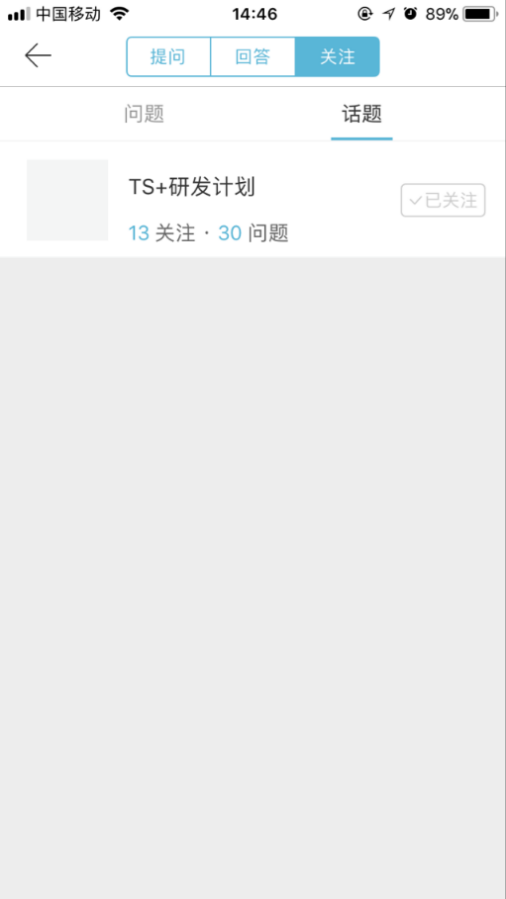 中国移动 14:46 89%
提问 回答 关注
问题 话题
TS+研发计划
已关注
13 关注 · 30 问题